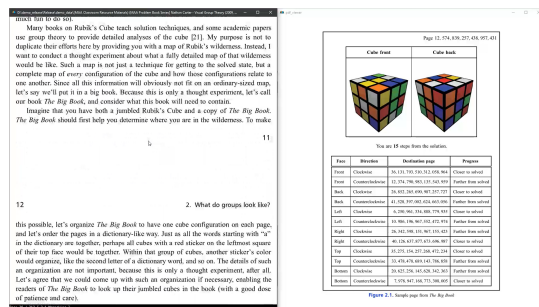 much fun to do so).
Many books on Rubik's Cube teach solution techniques, and some academic papers
use group theory to provide detailed analyses of the cube [21]. My purpose is not to
duplicate their efforts here by providing you with a map of Rubik's wilderness. Instead, I
want to conduct a thought experiment about what a fully detailed map of that wilderness
would be like. Such a map is not just a technique for getting to the solved state, but a
complete map of every configuration of the cube and how those configurations relate to
one another. Since all this information will obviously not fit on an ordinary-sized map,
let's say we'll put it in a big book. Because this is only a thought experiment, let's call
our book The Big Book, and consider what this book will need to contain.
Imagine that you have both a jumbled Rubik's Cube and a copy of The Big Book.
The Big Book should first help you determine where you are in the wilderness. To make
11
12 2. What do groups look like?
this possible, let's organize The Big Book to have one cube configuration on each page,
and let's order the pages in a dictionary-like way. Just as all the words starting with "a"
in the dictionary are together, perhaps all cubes with a red sticker on the leftmost square
of their top face would be together. Within that group of cubes, another sticker's color
would organize, like the second letter of a dictionary word, and so on. The details of such
an organization are not important, because this is only a thought experiment, after all.
Let's agree that we could come up with such an organization if necessary, enabling the
readers of The Big Book to look up their jumbled cubes in the book (with a good dose
of patience and care).
Page 12, 574, 839, 257, 438, 957, 431
Cube front Cube back
You are 15 steps from the solution.
Face Direction Destination page Progress
Front Clockwise Closer to solved
Front Counterclockwise Further from solved
Back Clockwise Closer to solved
Back Counterclockwise Further from solved
Left Clockwise Closer to solved
Left Counterclockwise Further from solved
Right Clockwise Further from solved
Right Counterclockwise Closer to solved
Top Clockwise Closer to solved
Top Counterclockwise Further from solved
Bottom Clockwise Closer to solved
Bottom Counterclockwise Further from solved
Figure 2.1. Sample page from The Big Book